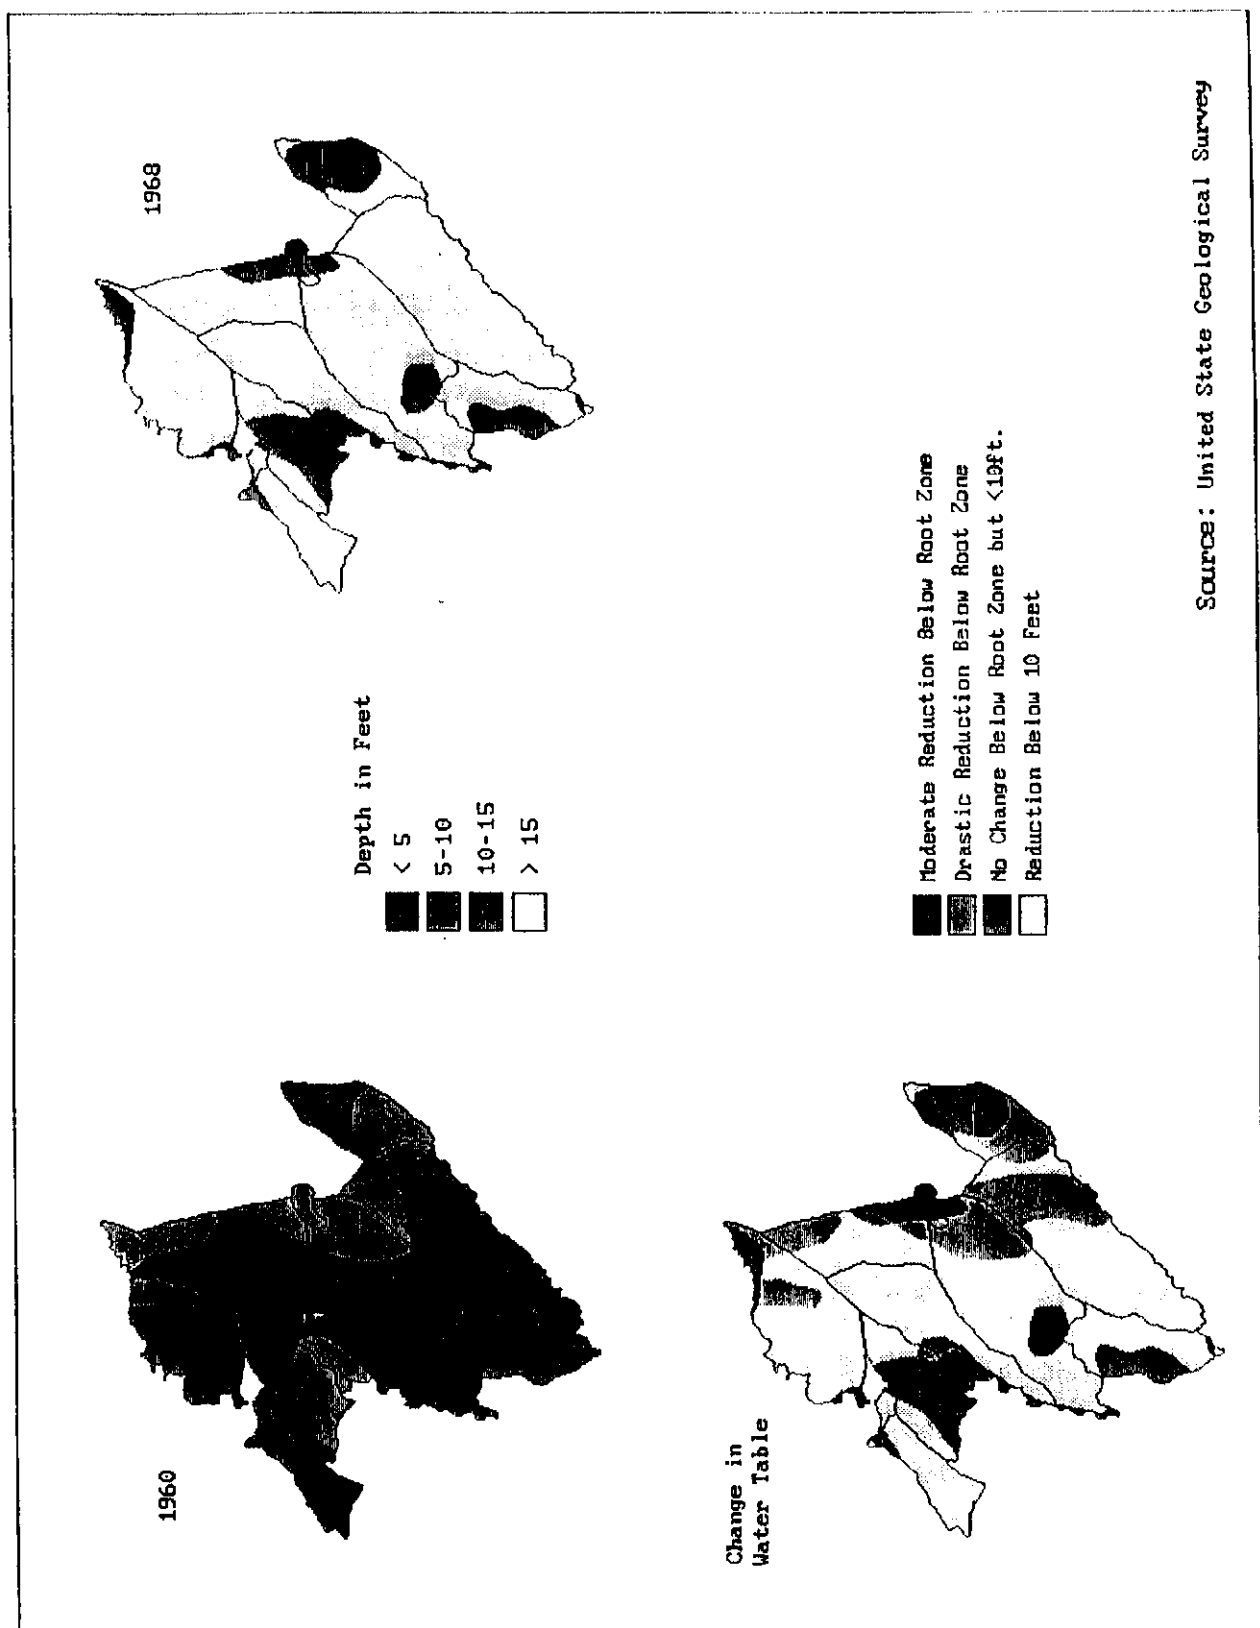 1960
1968
Depth in Feet
< 5
5-10
10-15
> 15
Change in
Water Table
Moderate Reduction Below Root Zone
Drastic Reduction Below Root Zone
No Change Below Root Zone but <10ft.
Reduction Below 10 Feet
Source: United State Geological Survey